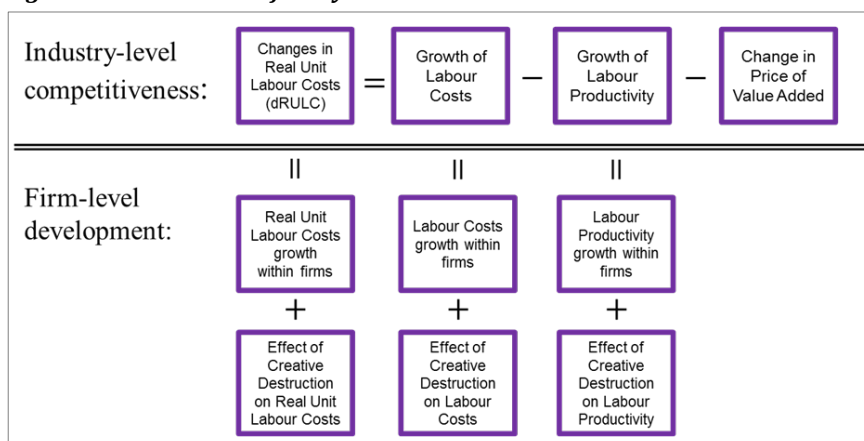 Industry-level
competitiveness:
Changes in
Real Unit
Labour Costs
(dRULC)
=
Growth of
Labour
Costs
−
Growth of
Labour
Productivity
−
Change in
Price of
Value Added
=
=
=
Firm-level
development:
Real Unit
Labour Costs
growth
within firms
Labour Costs
growth within
firms
Labour
Productivity
growth within firms
+
+
+
Effect of
Creative
Destruction
on Real Unit
Labour Costs
Effect of
Creative
Destruction
on Labour
Costs
Effect of
Creative
Destruction
on Labour
Productivity